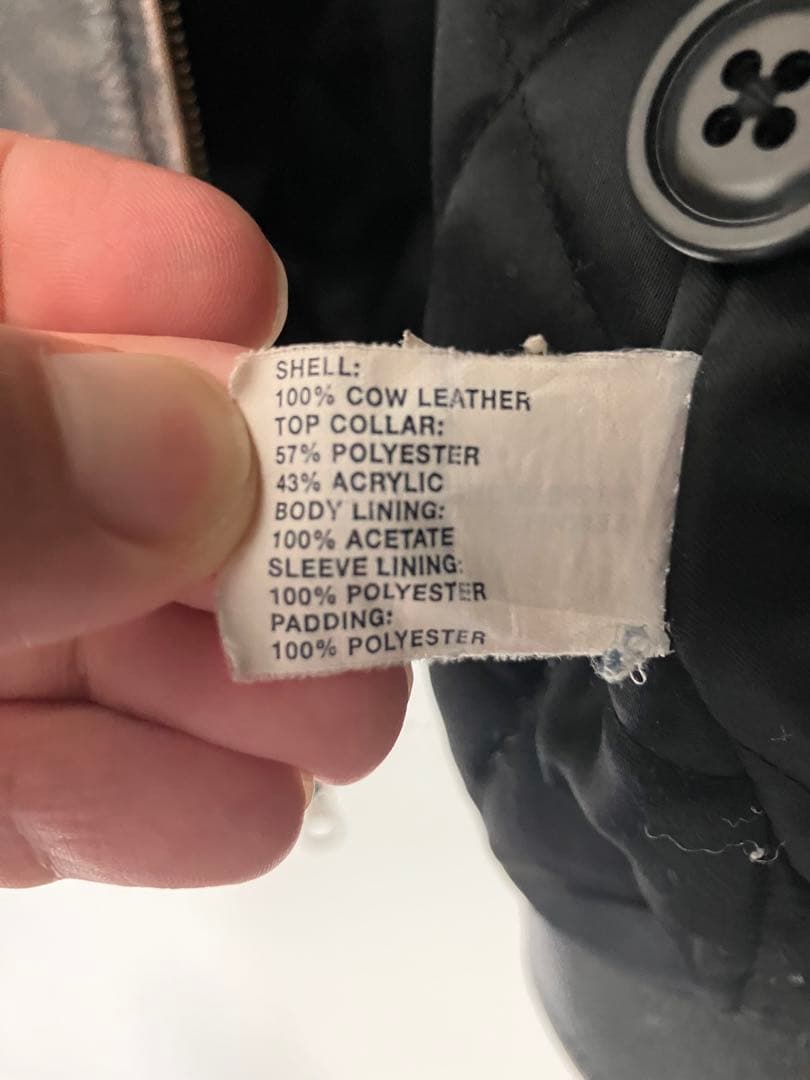 SHELL:
100% COW LEATHER
TOP COLLAR:
57% POLYESTER
43% ACRYLIC
BODY LINING:
100% ACETATE
SLEEVE LINING:
100% POLYESTER
PADDING:
100% POLYESTER